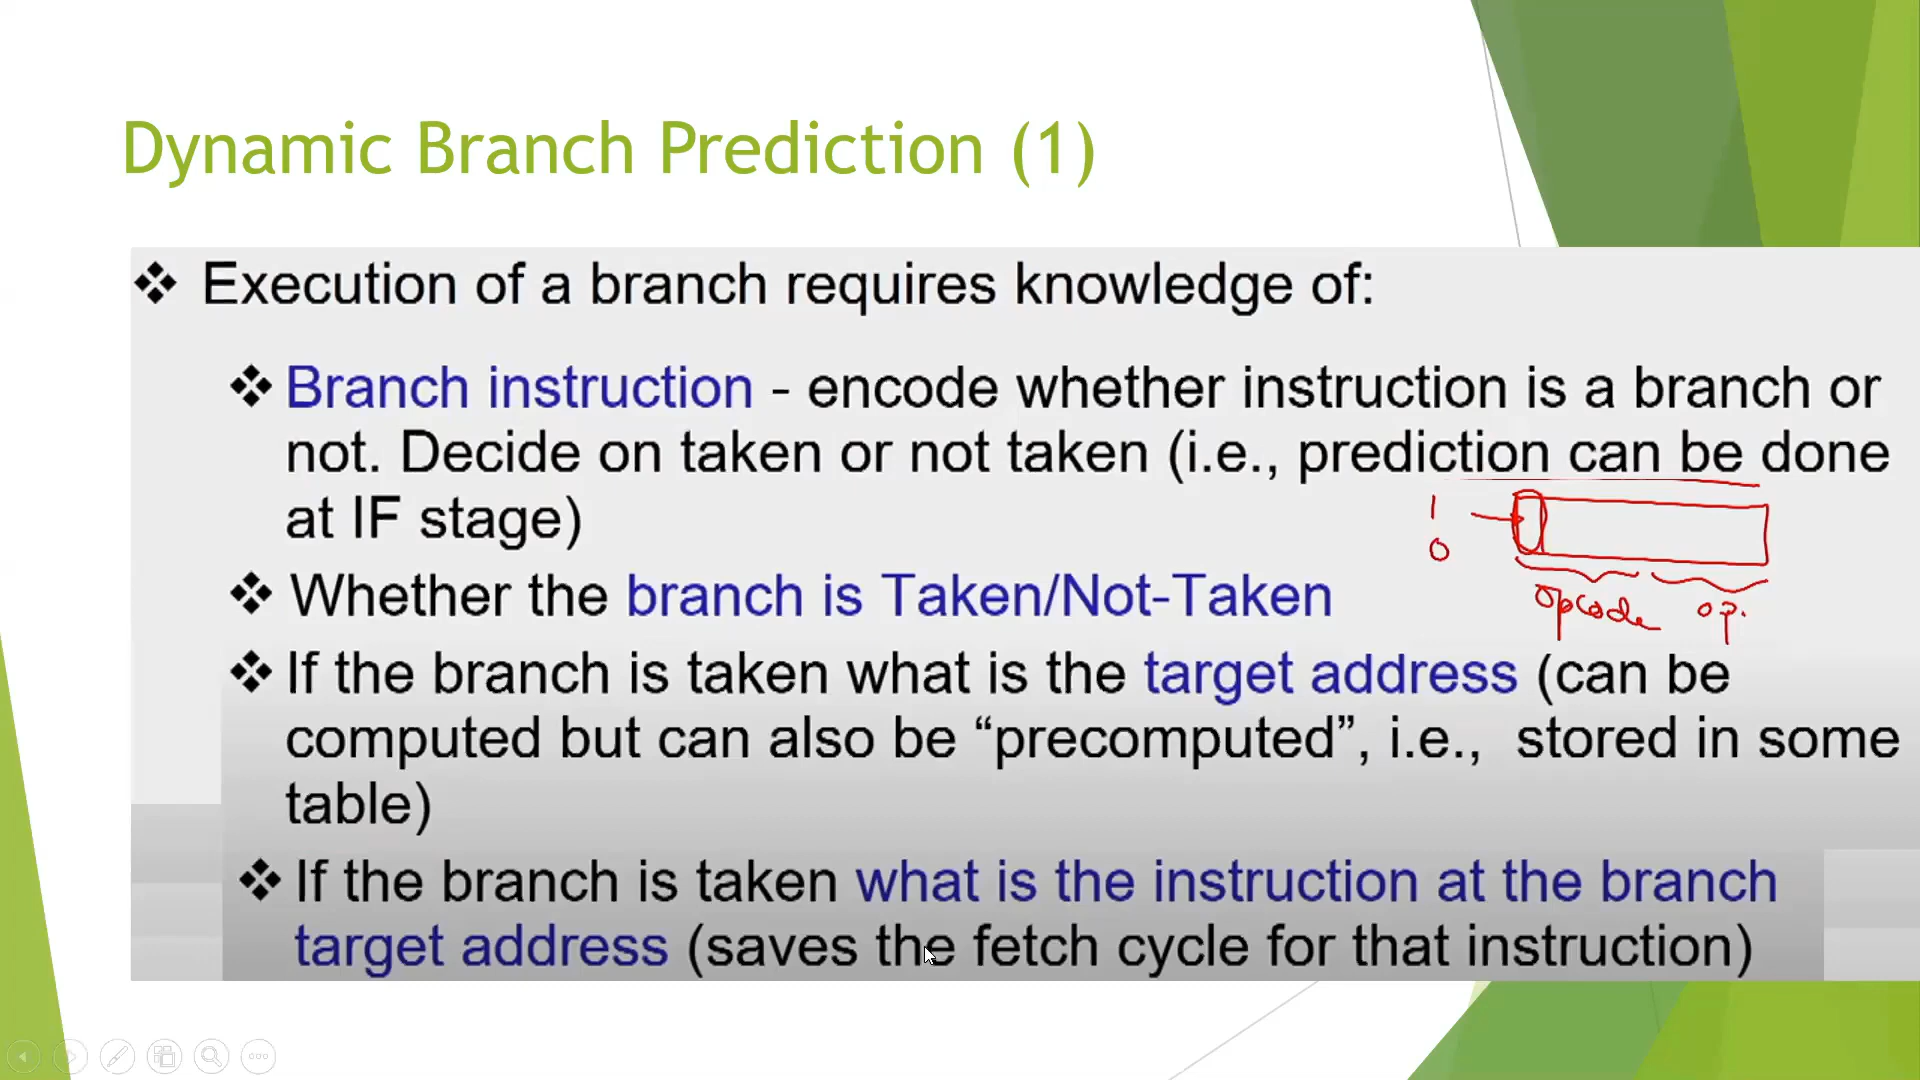 Dynamic Branch Prediction (1)
❖ Execution of a branch requires knowledge of:
❖ Branch instruction - encode whether instruction is a branch or
not. Decide on taken or not taken (i.e., prediction can be done
at IF stage)
1
0
❖ Whether the branch is Taken/Not-Taken
opcode op.
❖ If the branch is taken what is the target address (can be
computed but can also be “precomputed”, i.e., stored in some
table)
❖ If the branch is taken what is the instruction at the branch
target address (saves the fetch cycle for that instruction)